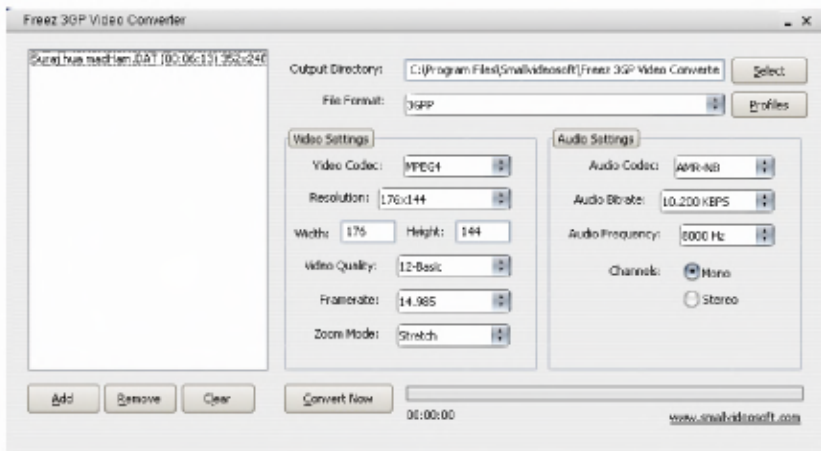 Freez 3GP Video Converter
Suraj hua madHam.DAT [00:06:13] 352x240
Output Directory: C:\Program Files\Smallvideosoft\Freez 3GP Video Converte Select
File Format: 3GPP Profiles
Video Settings
Video Codec: MPEG4
Resolution: 176x144
Width: 176 Height: 144
Video Quality: 12-Basic
Framerate: 14.985
Zoom Mode: Stretch
Audio Settings
Audio Codec: AMR-NB
Audio Bitrate: 10.200 KBPS
Audio Frequency: 8000 Hz
Channels: Mono
Stereo
Add Remove Clear Convert Now
00:00:00 www.smallvideosoft.com